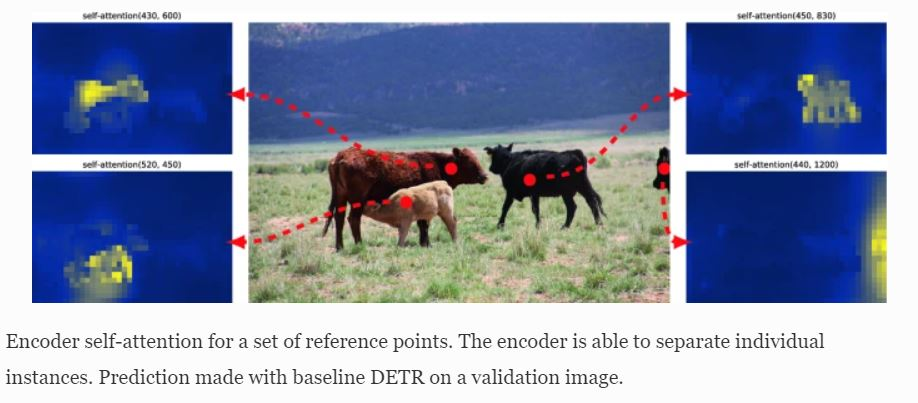 self-attention(430, 600)
self-attention(450, 830)
self-attention(520, 450)
self-attention(440, 1200)
Encoder self-attention for a set of reference points. The encoder is able to separate individual
instances. Prediction made with baseline DETR on a validation image.